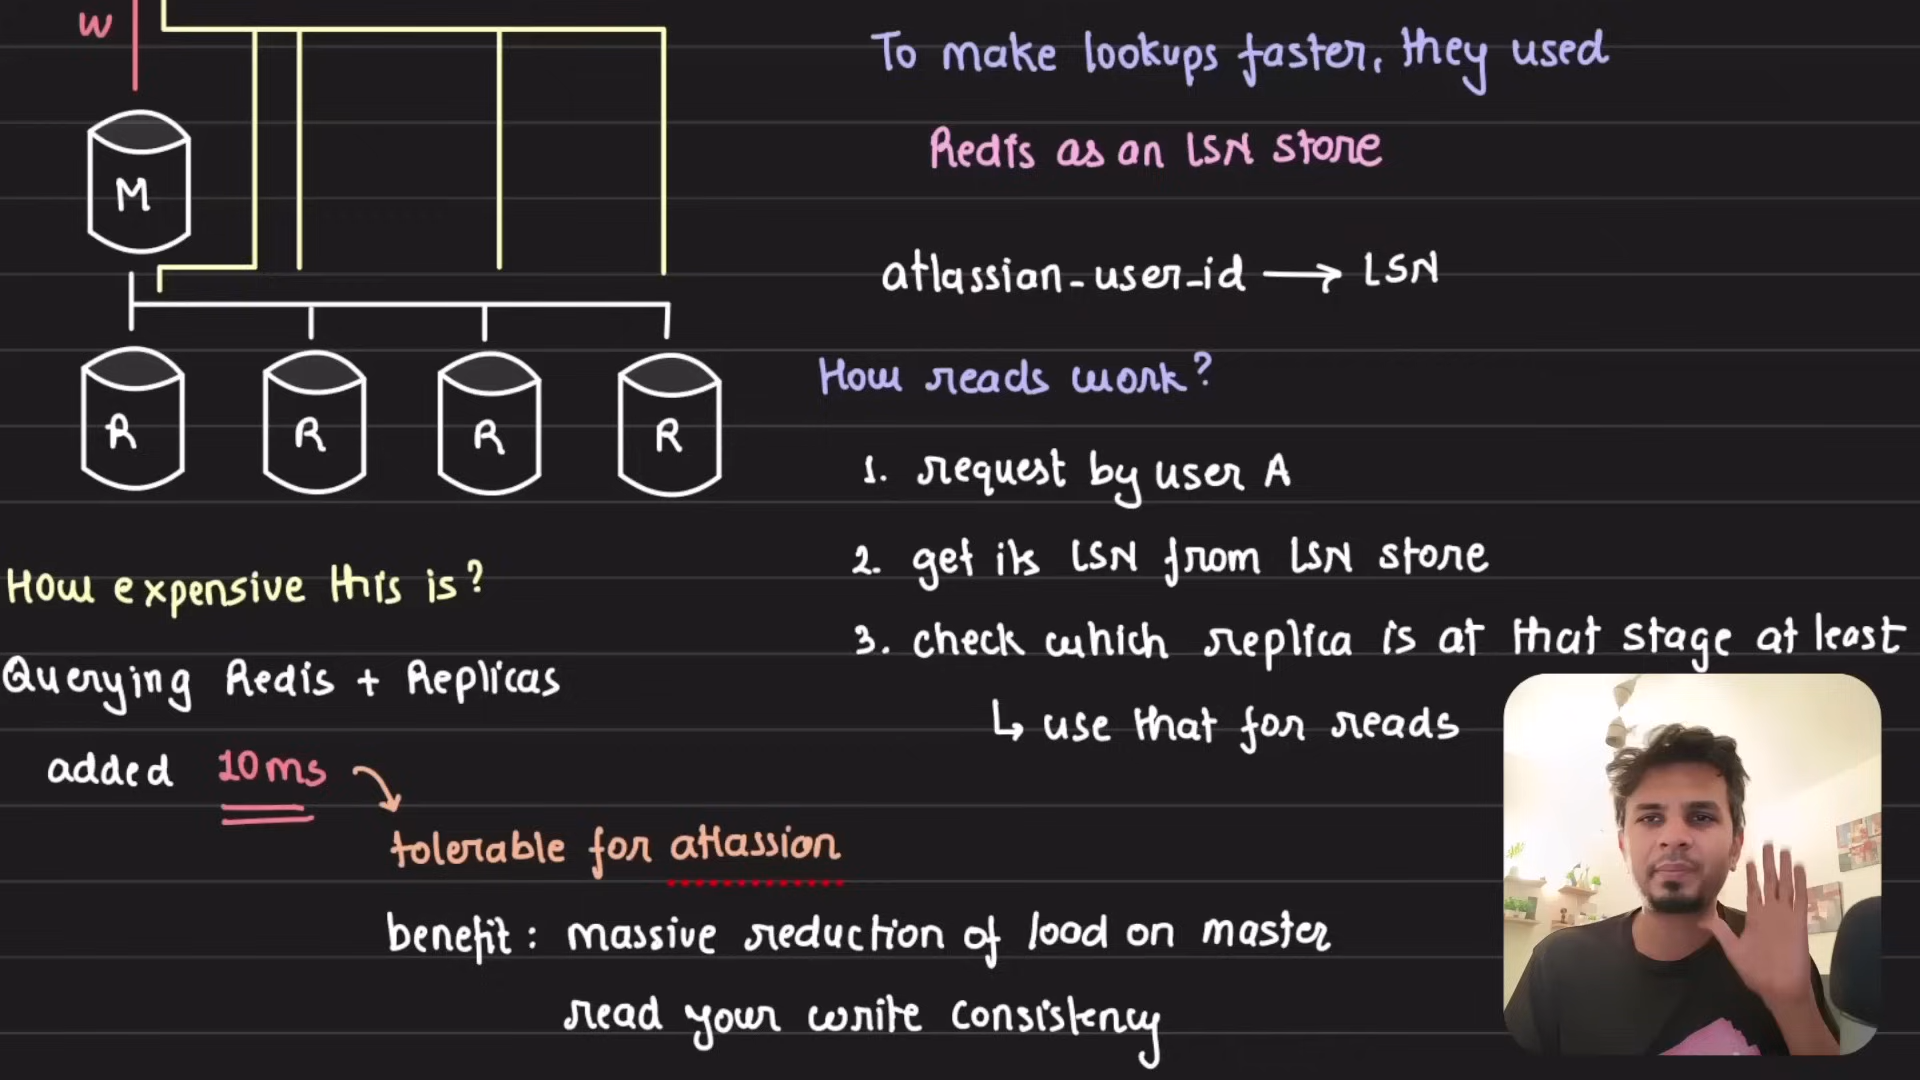 W
M
R R R R
How expensive this is?
Querying Redis + Replicas
added 10ms
tolerable for atlassian
benefit: massive reduction of load on master
read your write consistency
To make lookups faster, they used
Redis as an LSN store
atlassian_user_id → LSN
How reads work?
1. request by user A
2. get its LSN from LSN store
3. check which replica is at that stage at least
↳ use that for reads